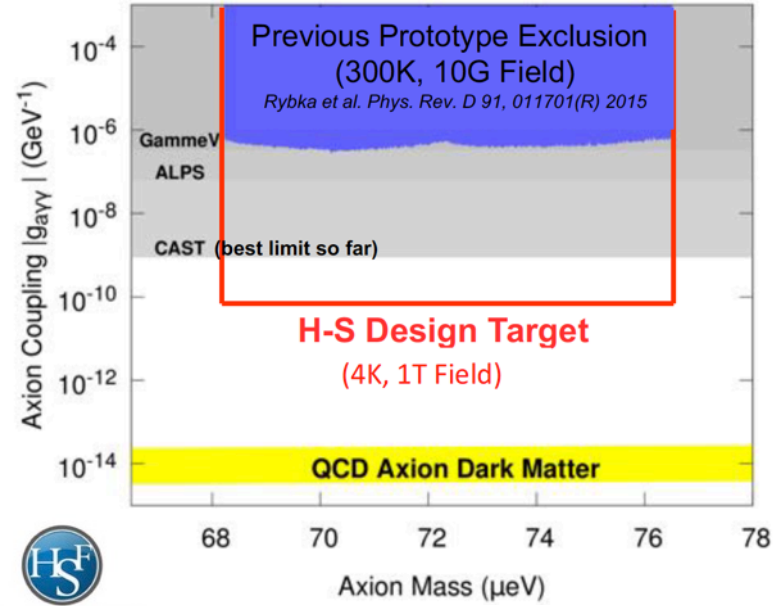 Previous Prototype Exclusion
(300K, 10G Field)
Rybka et al. Phys. Rev. D 91, 011701(R) 2015
Axion Coupling |gaγγ| (GeV-1)
10-4
10-6
10-8
10-10
10-12
10-14
GammeV
ALPS
CAST (best limit so far)
H-S Design Target
(4K, 1T Field)
QCD Axion Dark Matter
68 70 72 74 76 78
Axion Mass (μeV)
HSF